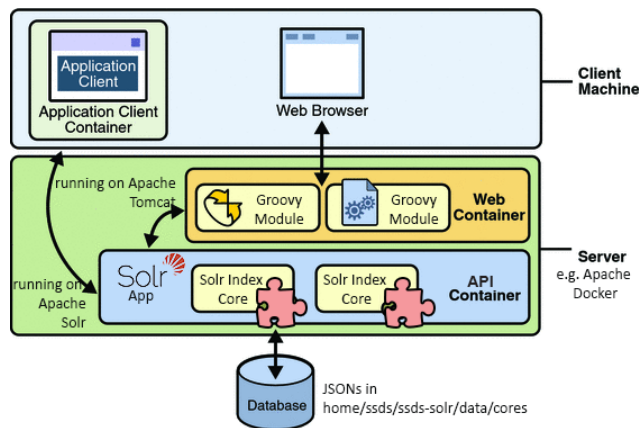 Application
Client
Application Client
Container
Web Browser
Client
Machine
running on Apache
Tomcat
Groovy
Module
Groovy
Module
Web
Container
Solr
App
Solr Index
Core
Solr Index
Core
API
Container
running on
Apache
Solr
Server
e.g. Apache
Docker
Database
JSONs in
home/ssds/ssds-solr/data/cores